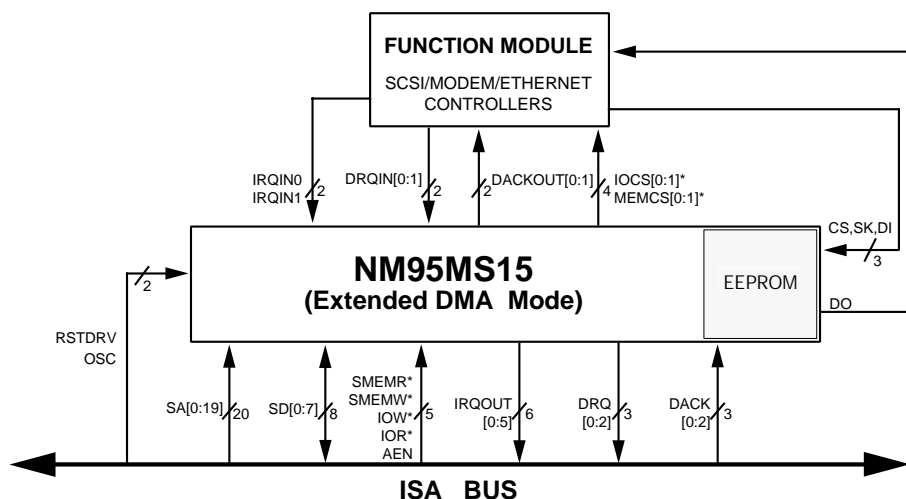 FUNCTION MODULE
SCSI/MODEM/ETHERNET
CONTROLLERS
IRQIN0
IRQIN1
2
DRQIN[0:1]
2
2
DACKOUT[0:1]
4
IOCS[0:1]*
MEMCS[0:1]*
CS,SK,DI
3
NM95MS15
(Extended DMA Mode)
EEPROM
DO
2
RSTDRV
OSC
SA[0:19]
20
SD[0:7]
8
SMEMR*
SMEMW*
IOW*
IOR*
AEN
5
IRQOUT
[0:5]
6
DRQ
[0:2]
3
DACK
[0:2]
3
ISA BUS